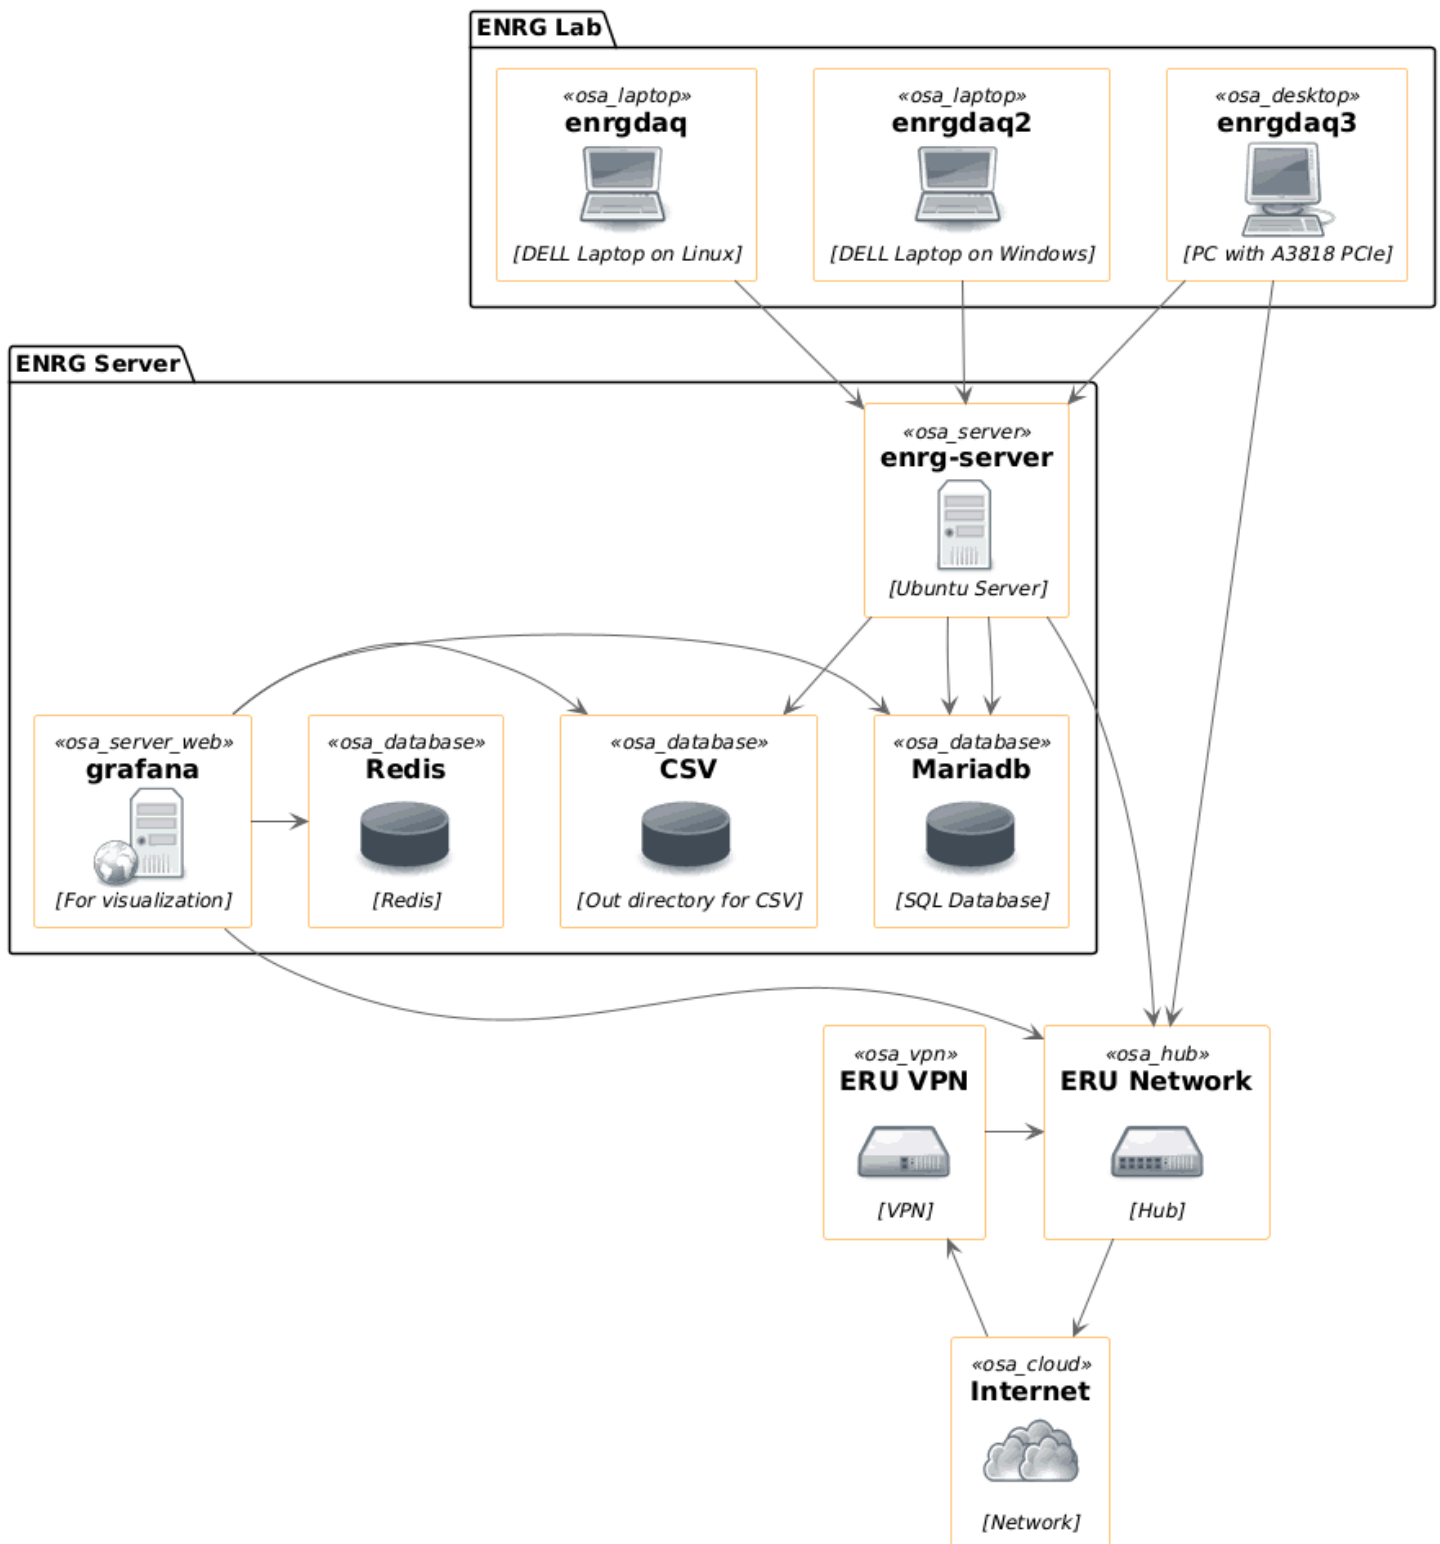 ENRG Lab
«osa_laptop»
enrgdaq
[DELL Laptop on Linux]
«osa_laptop»
enrgdaq2
[DELL Laptop on Windows]
«osa_desktop»
enrgdaq3
[PC with A3818 PCIe]
ENRG Server
«osa_server»
enrg-server
[Ubuntu Server]
«osa_server_web»
grafana
[For visualization]
«osa_database»
Redis
[Redis]
«osa_database»
CSV
[Out directory for CSV]
«osa_database»
Mariadb
[SQL Database]
«osa_vpn»
ERU VPN
[VPN]
«osa_hub»
ERU Network
[Hub]
«osa_cloud»
Internet
[Network]